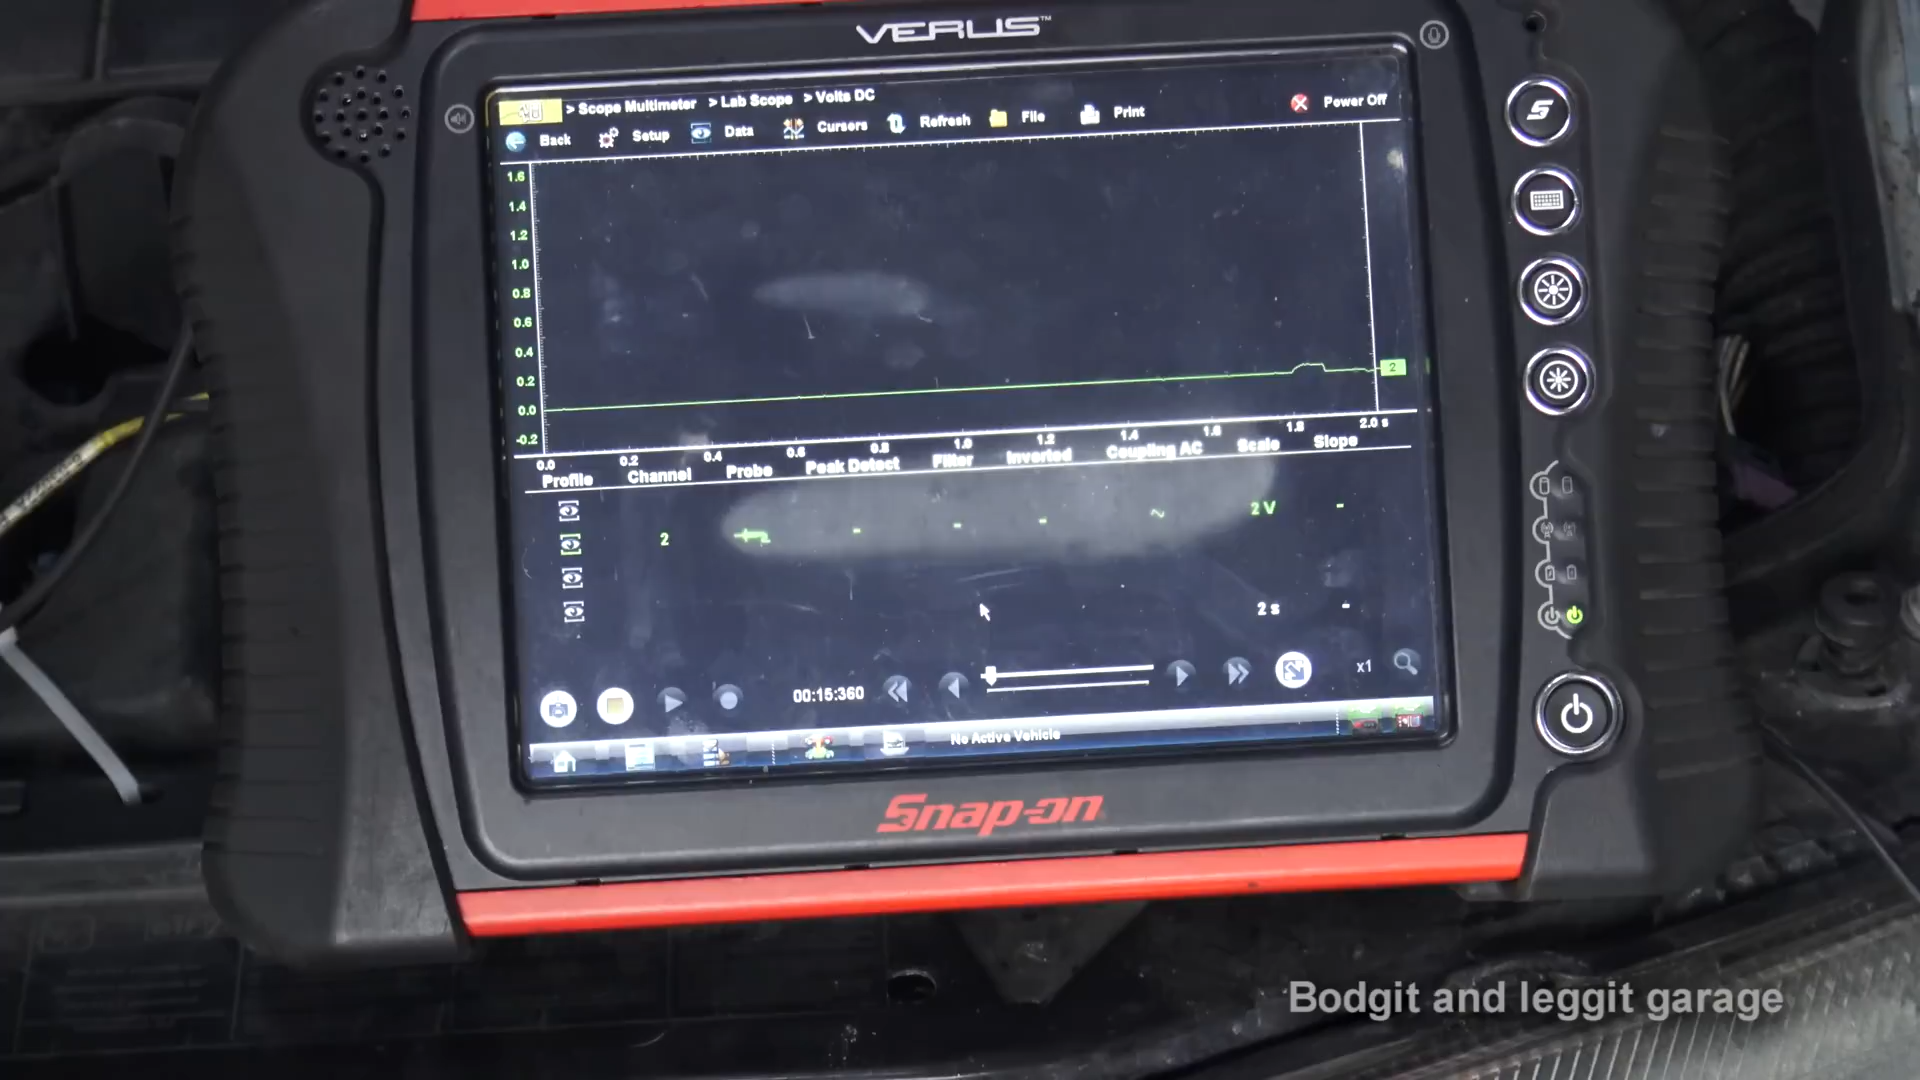 VERUS™
> Scope Multimeter > Lab Scope > Volts DC
Back Setup Data Cursors Refresh File Print Power Off
1.6
1.4
1.2
1.0
0.8
0.6
0.4
0.2
0.0
-0.2
2
0.0 0.2 0.4 0.6 0.8 1.0 1.2 1.4 1.6 1.8 2.0 s
Profile Channel Probe Peak Detect Filter Inverted Coupling AC Scale Slope
2 - - - ~ 2 V -
2 s -
00:15:360 x1
No Active Vehicle
Snap-on
Bodgit and leggit garage